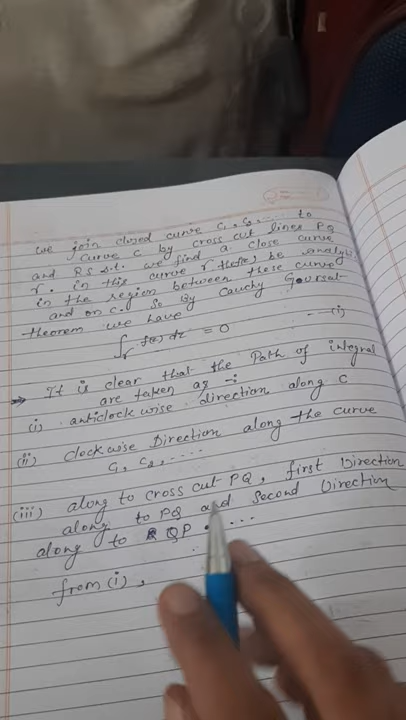 we join closed curve C1, C2, .... to
curve C by cross cut lines PQ
and RS s.t. we find a close curve
r. in this curve r be analytic
in the region between these curve
and on c. So By Cauchy Goursat
theorem we have
∫r f(z) dz = 0 --(i)
⇒ It is clear that the Path of integral
are taken as :-
(i) anticlockwise direction along C
(ii) clockwise Direction along the curve
C1, C2, ....
(iii) along to cross cut PQ, first Direction
along to PQ and Second Direction
along to QP ....
from (i),